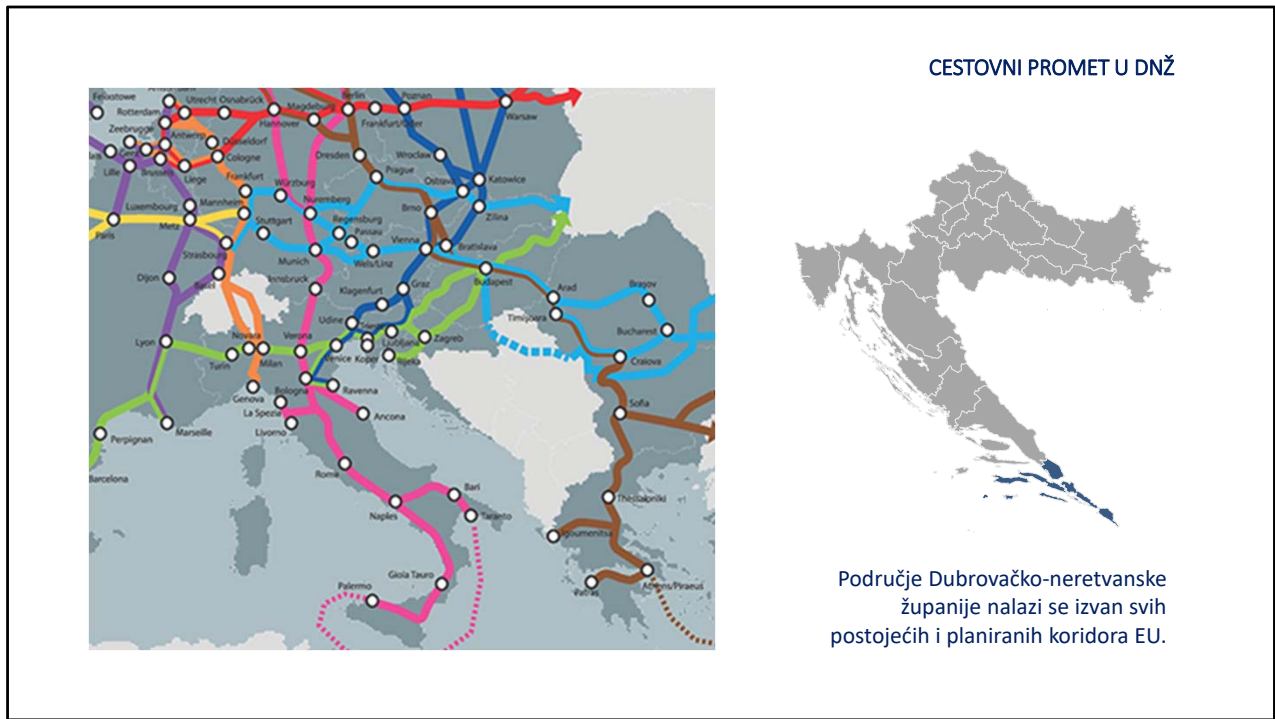 CESTOVNI PROMET U DNŽ
Felixstowe
Utrecht Osnabrück
Magdeburg
Berlin
Poznan
Rotterdam
Hannover
Frankfurt/Oder
Warsaw
Zeebrugge
Antwerp
Düsseldorf
Dresden
Wrocław
Lille
Brussels
Cologne
Liege
Prague
Ostrava
Katowice
Frankfurt
Würzburg
Luxembourg
Mannheim
Nuremberg
Brno
Zilina
Paris
Metz
Stuttgart
Regensburg
Passau
Strasbourg
Vienna
Bratislava
Munich
Wels/Linz
Dijon
Basel
Innsbruck
Budapest
Klagenfurt
Graz
Arad
Braşov
Udine
Timişoara
Bucharest
Lyon
Novara
Verona
Ljubljana
Zagreb
Turin
Milan
Venice
Koper
Rijeka
Craiova
Genova
Bologna
Ravenna
La Spezia
Ancona
Sofia
Perpignan
Marseille
Livorno
Barcelona
Rome
Bari
Thessaloniki
Naples
Taranto
Igoumenitsa
Palermo
Gioia Tauro
Patras
Athens/Piraeus
Područje Dubrovačko-neretvanske
županije nalazi se izvan svih
postojećih i planiranih koridora EU.